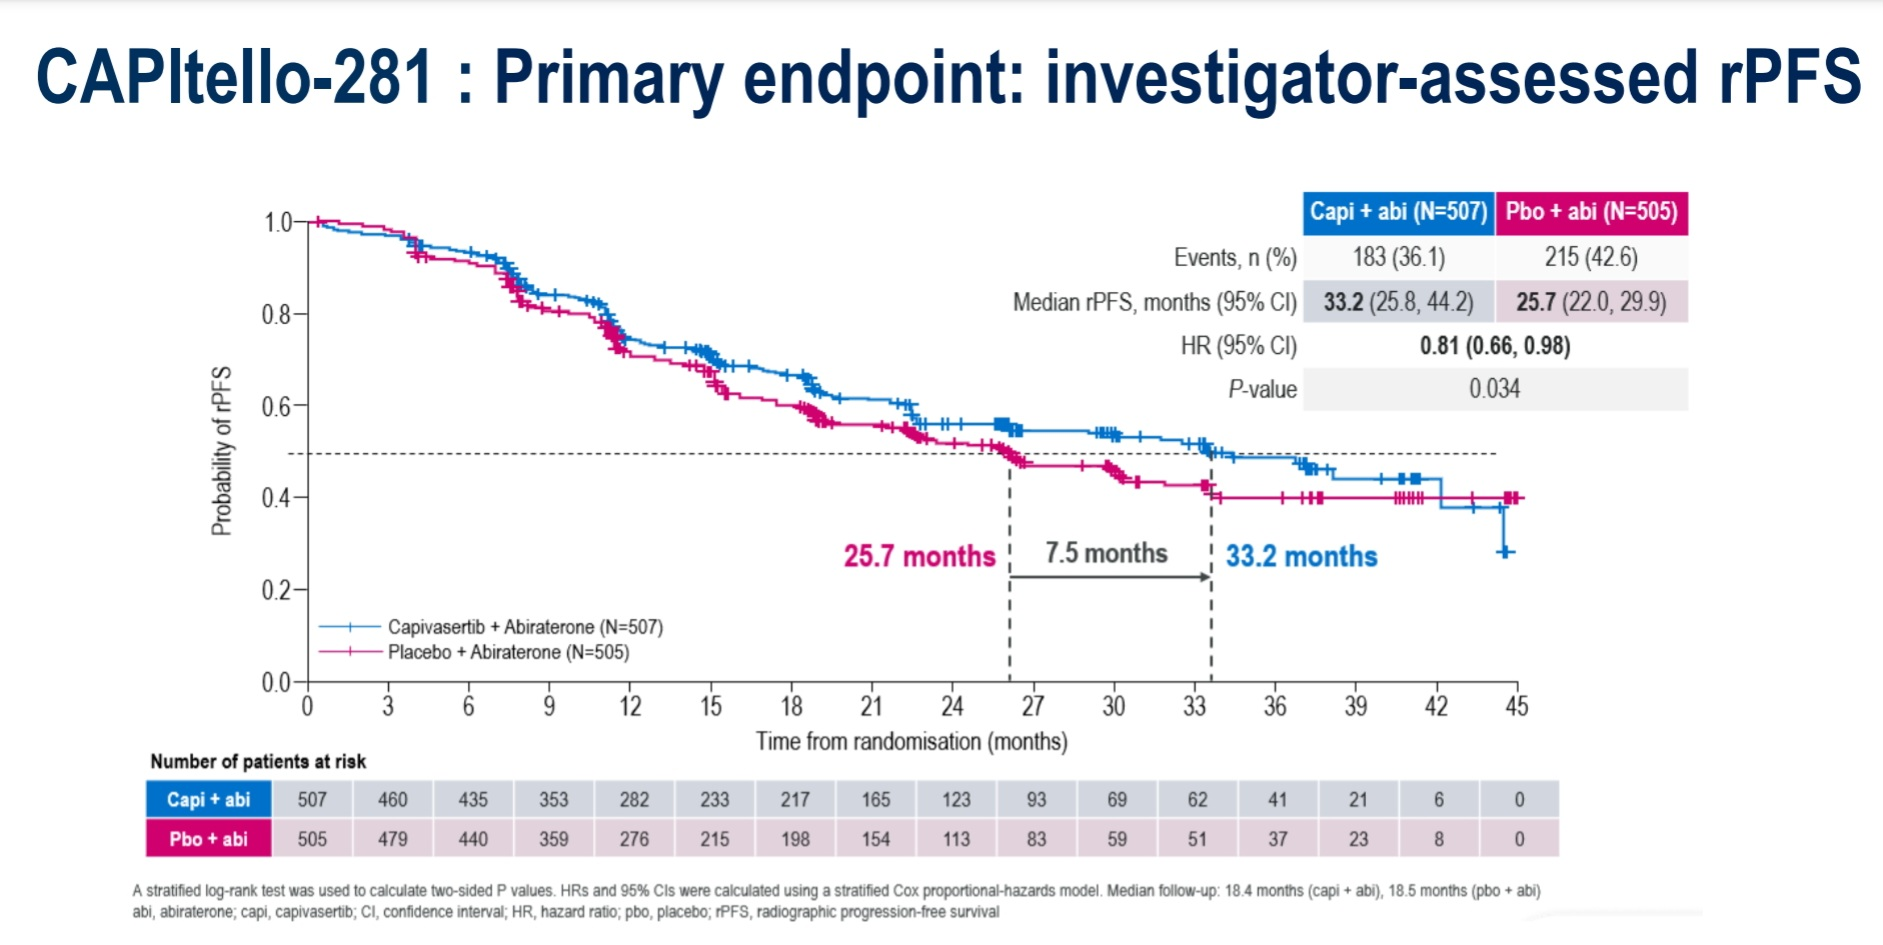 CAPItello-281 : Primary endpoint: investigator-assessed rPFS
Capi + abi (N=507) Pbo + abi (N=505)
Events, n (%) 183 (36.1) 215 (42.6)
Median rPFS, months (95% CI) 33.2 (25.8, 44.2) 25.7 (22.0, 29.9)
HR (95% CI) 0.81 (0.66, 0.98)
P-value 0.034
Probability of rPFS
1.0
0.8
0.6
0.4
0.2
0.0
25.7 months 7.5 months 33.2 months
Capivasertib + Abiraterone (N=507)
Placebo + Abiraterone (N=505)
0 3 6 9 12 15 18 21 24 27 30 33 36 39 42 45
Time from randomisation (months)
Number of patients at risk
Capi + abi 507 460 435 353 282 233 217 165 123 93 69 62 41 21 6 0
Pbo + abi 505 479 440 359 276 215 198 154 113 83 59 51 37 23 8 0
A stratified log-rank test was used to calculate two-sided P values. HRs and 95% CIs were calculated using a stratified Cox proportional-hazards model. Median follow-up: 18.4 months (capi + abi), 18.5 months (pbo + abi)
abi, abiraterone; capi, capivasertib; CI, confidence interval; HR, hazard ratio; pbo, placebo; rPFS, radiographic progression-free survival